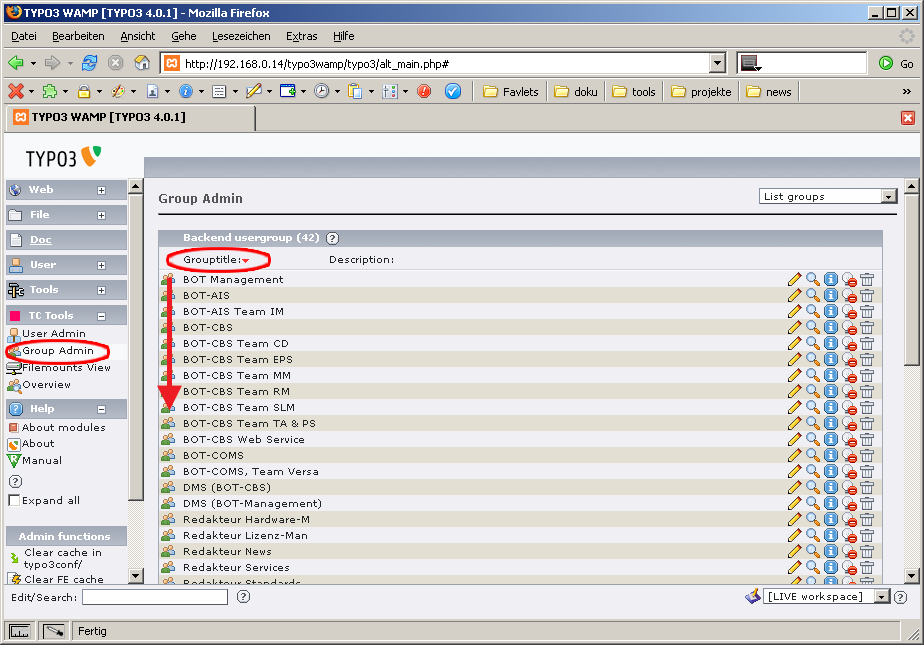 TYPO3 WAMP [TYPO3 4.0.1] - Mozilla Firefox
Datei Bearbeiten Ansicht Gehe Lesezeichen Extras Hilfe
http://192.168.0.14/typo3wamp/typo3/alt_main.php# Go
Favlets doku tools projekte news »
TYPO3 WAMP [TYPO3 4.0.1]
TYPO3
Web
File
Doc
User
Tools
TC Tools
User Admin
Group Admin
Filemounts View
Overview
Help
About modules
About
Manual
Expand all
Admin functions
Clear cache in
typo3conf/
Clear FE cache
Group Admin List groups
Backend usergroup (42)
Grouptitle: Description:
BOT Management
BOT-AIS
BOT-AIS Team IM
BOT-CBS
BOT-CBS Team CD
BOT-CBS Team EPS
BOT-CBS Team MM
BOT-CBS Team RM
BOT-CBS Team SLM
BOT-CBS Team TA & PS
BOT-CBS Web Service
BOT-COMS
BOT-COMS, Team Versa
DMS (BOT-CBS)
DMS (BOT-Management)
Redakteur Hardware-M
Redakteur Lizenz-Man
Redakteur News
Redakteur Services
Redakteur Standards
Edit/Search: [LIVE workspace]
Fertig